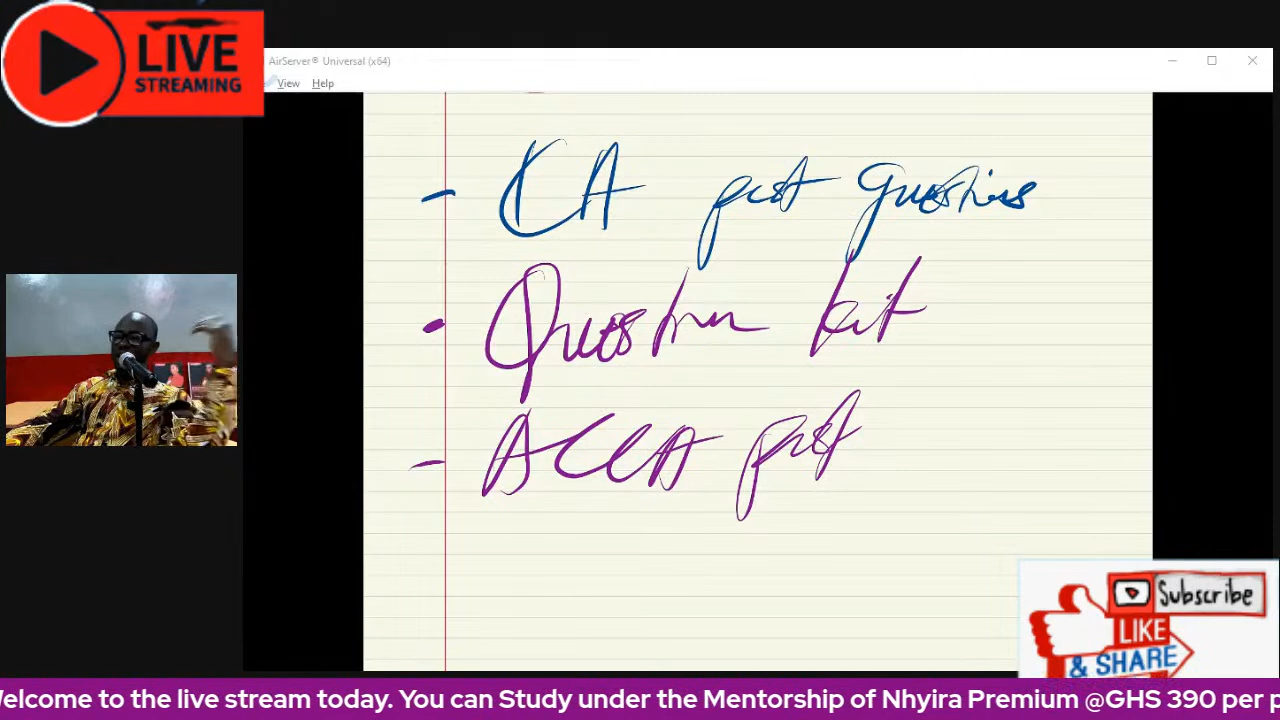 LIVE
STREAMING
AirServer® Universal (x64)
View Help
- CA past questions
• Question kit
- ACCA past
Subscribe
LIKE
& SHARE
Welcome to the live stream today. You can Study under the Mentorship of Nhyira Premium @GHS 390 per p